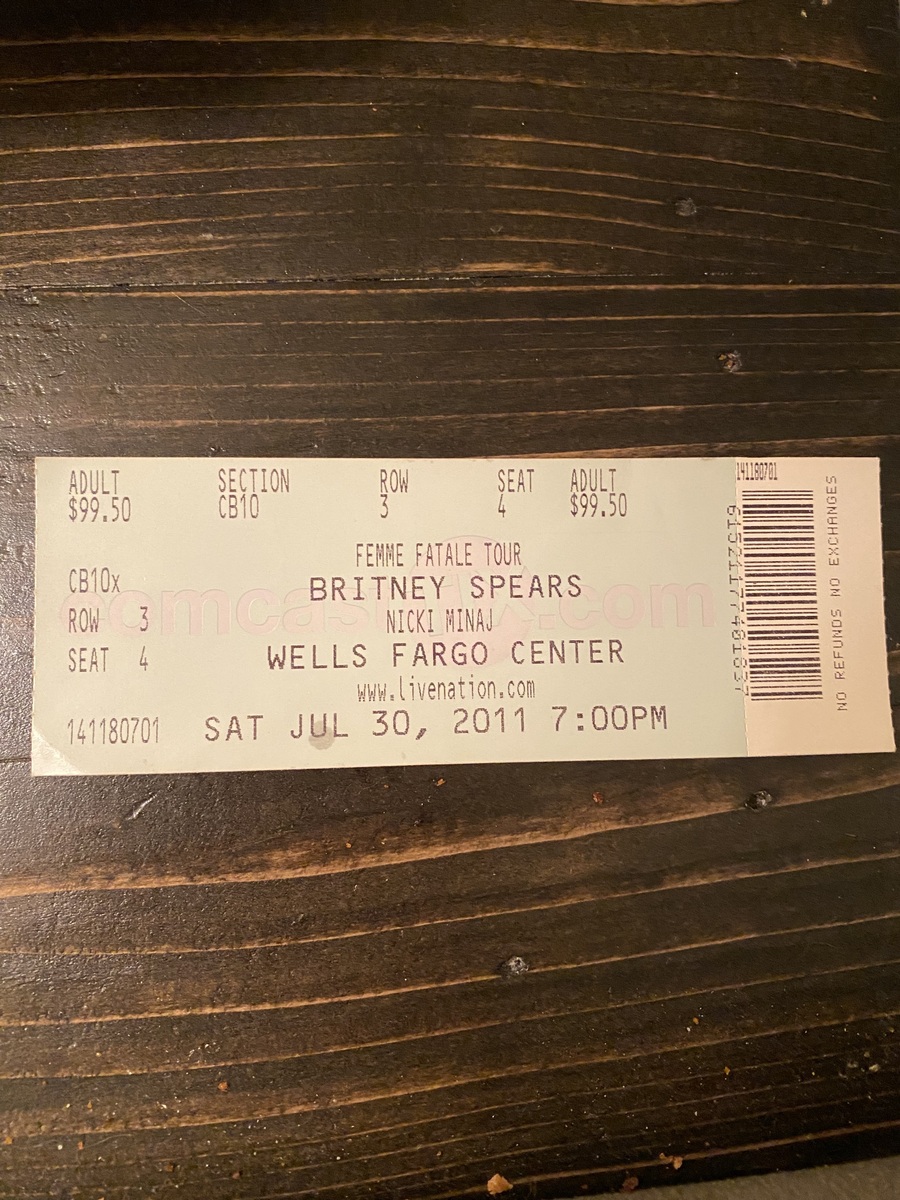 ADULT SECTION ROW SEAT ADULT
$99.50 CB10 3 4 $99.50
FEMME FATALE TOUR
CB10x BRITNEY SPEARS
comcast .com
ROW 3 NICKI MINAJ
SEAT 4 WELLS FARGO CENTER
www.livenation.com
141180701 SAT JUL 30, 2011 7:00PM
141180701
NO REFUNDS NO EXCHANGES